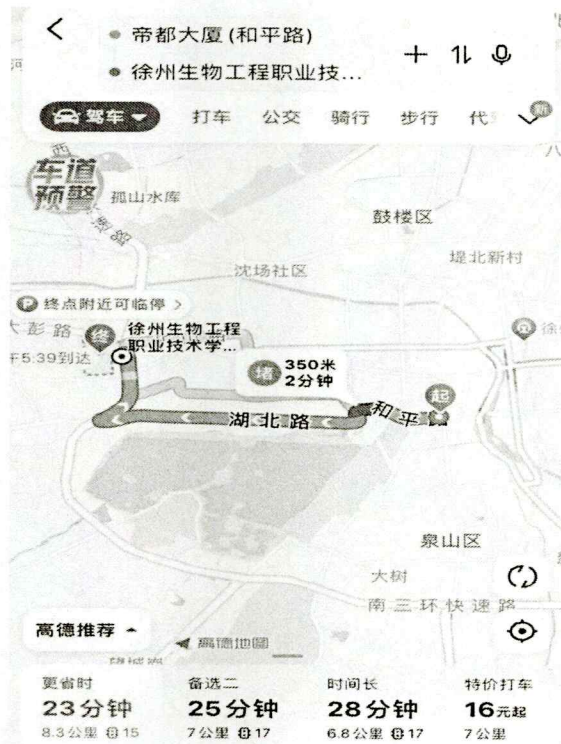 帝都大厦(和平路)
徐州生物工程职业技...
驾车 打车 公交 骑行 步行 代
新
车道
预警
孤山水库
鼓楼区
堤北新村
沈场社区
P 终点附近可临停 >
大彭路
终
徐州生物工程
职业技术学...
5:39到达
堵
350米
2分钟
起
湖北路
和平路
泉山区
大树
南三环快速路
高德推荐
高德地图
更省时
23分钟
8.3公里 15
备选二
25分钟
7公里 17
时间长
28分钟
6.8公里 17
特价打车
16元起
7公里